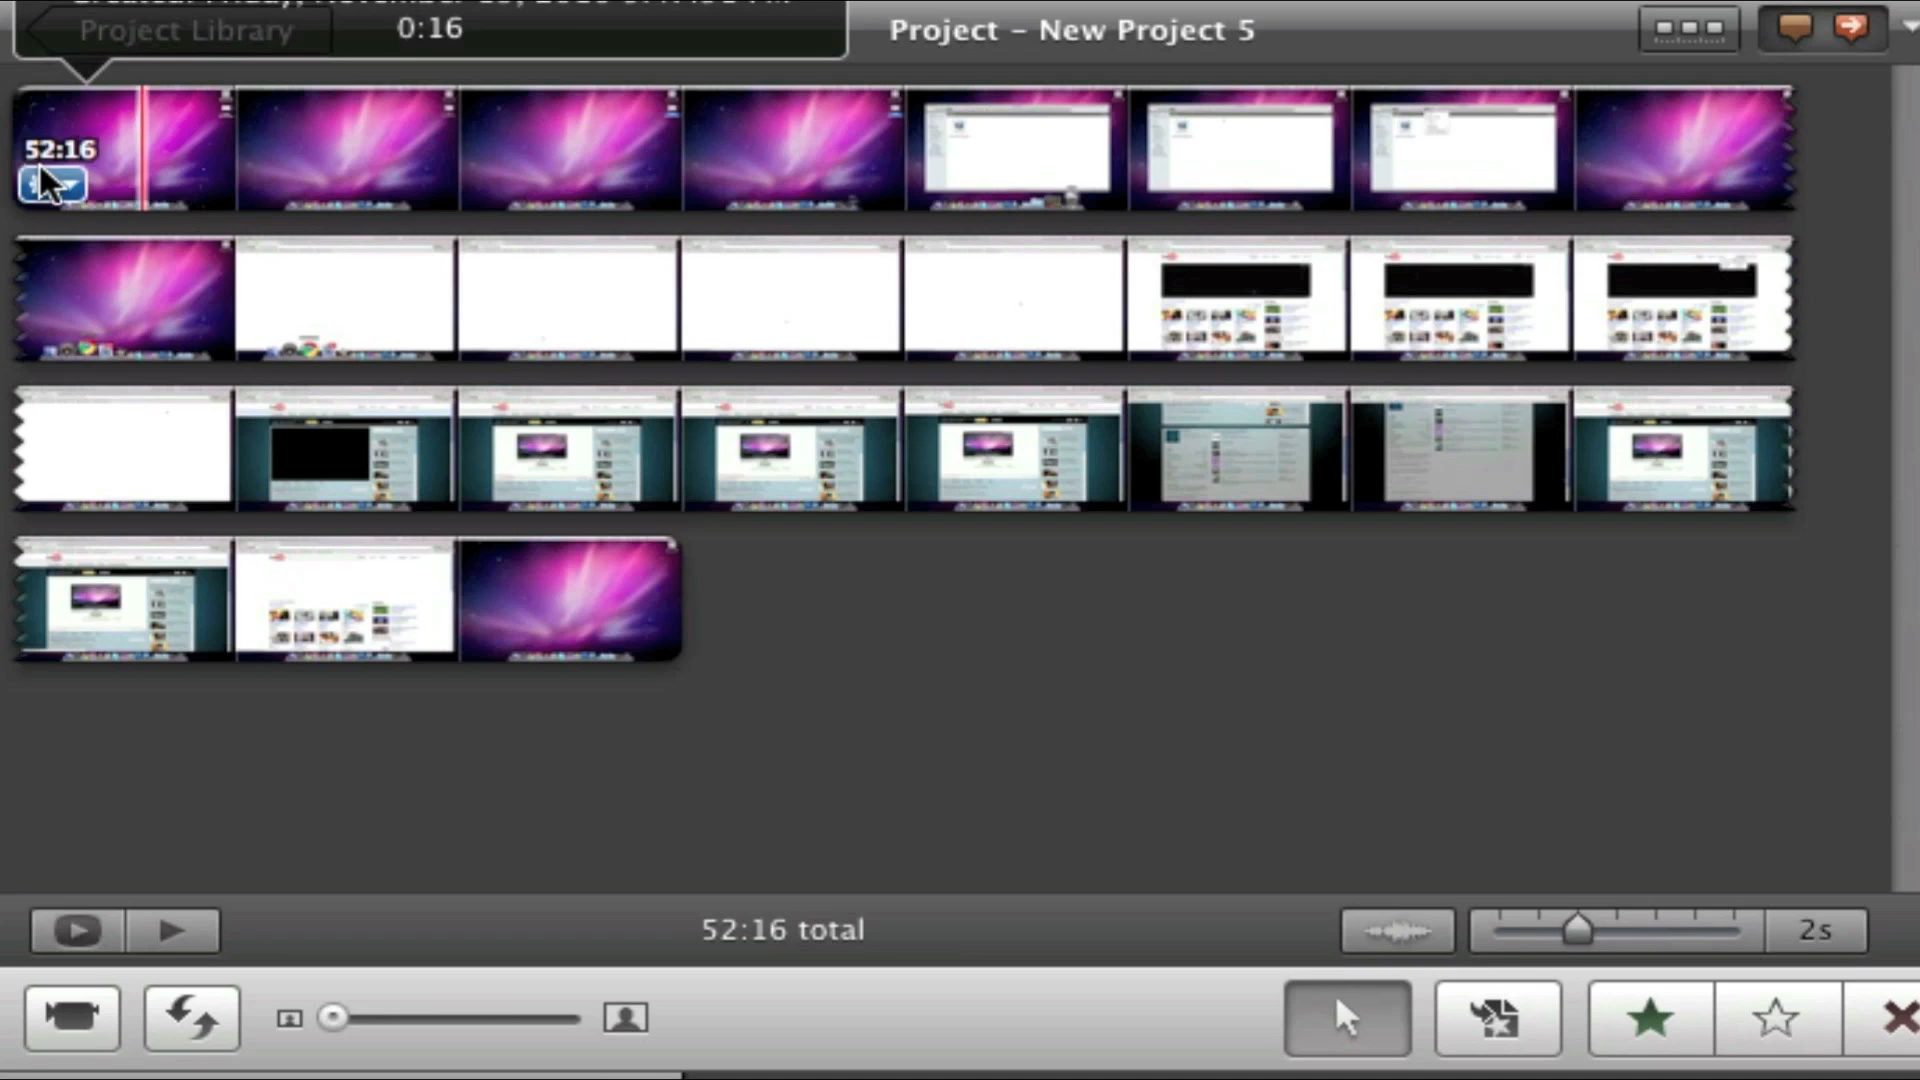 Project Library
0:16
Project – New Project 5
52:16
52:16 total
2s